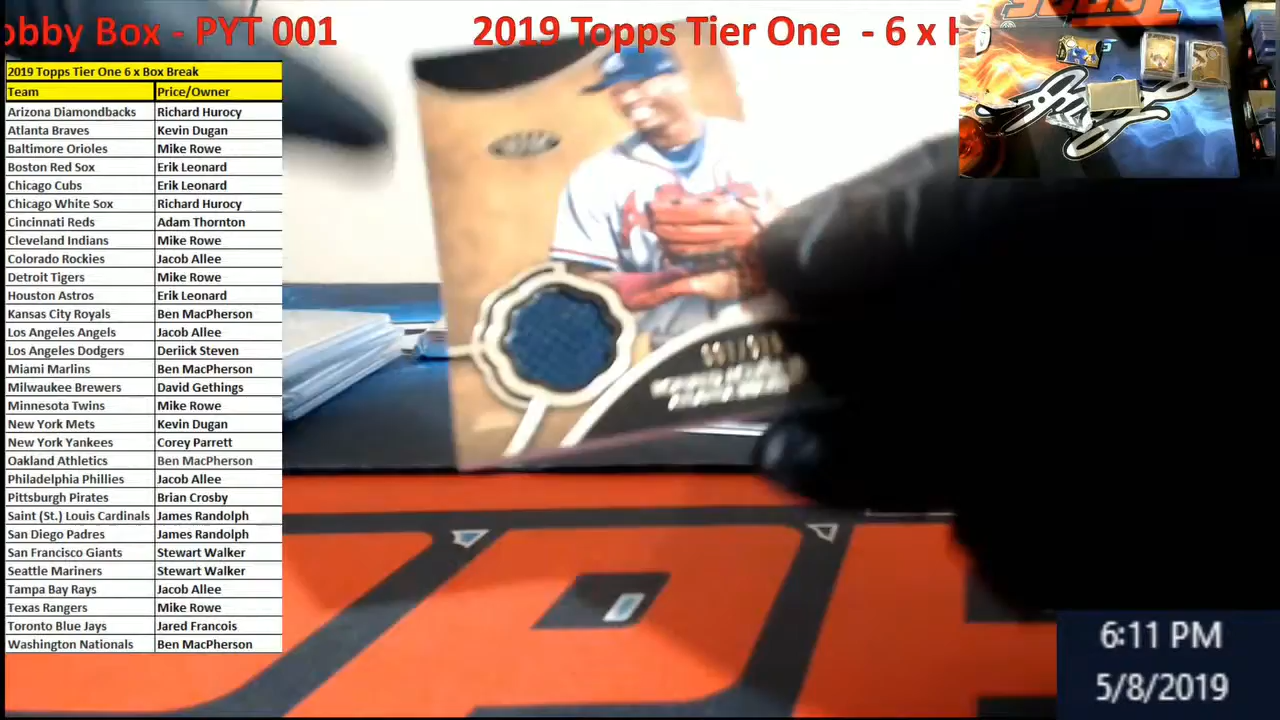 obby Box - PYT 001 2019 Topps Tier One - 6 x H
2019 Topps Tier One 6 x Box Break
Team Price/Owner
Arizona Diamondbacks Richard Hurocy
Atlanta Braves Kevin Dugan
Baltimore Orioles Mike Rowe
Boston Red Sox Erik Leonard
Chicago Cubs Erik Leonard
Chicago White Sox Richard Hurocy
Cincinnati Reds Adam Thornton
Cleveland Indians Mike Rowe
Colorado Rockies Jacob Allee
Detroit Tigers Mike Rowe
Houston Astros Erik Leonard
Kansas City Royals Ben MacPherson
Los Angeles Angels Jacob Allee
Los Angeles Dodgers Deriick Steven
Miami Marlins Ben MacPherson
Milwaukee Brewers David Gethings
Minnesota Twins Mike Rowe
New York Mets Kevin Dugan
New York Yankees Corey Parrett
Oakland Athletics Ben MacPherson
Philadelphia Phillies Jacob Allee
Pittsburgh Pirates Brian Crosby
Saint (St.) Louis Cardinals James Randolph
San Diego Padres James Randolph
San Francisco Giants Stewart Walker
Seattle Mariners Stewart Walker
Tampa Bay Rays Jacob Allee
Texas Rangers Mike Rowe
Toronto Blue Jays Jared Francois
Washington Nationals Ben MacPherson
6:11 PM
5/8/2019